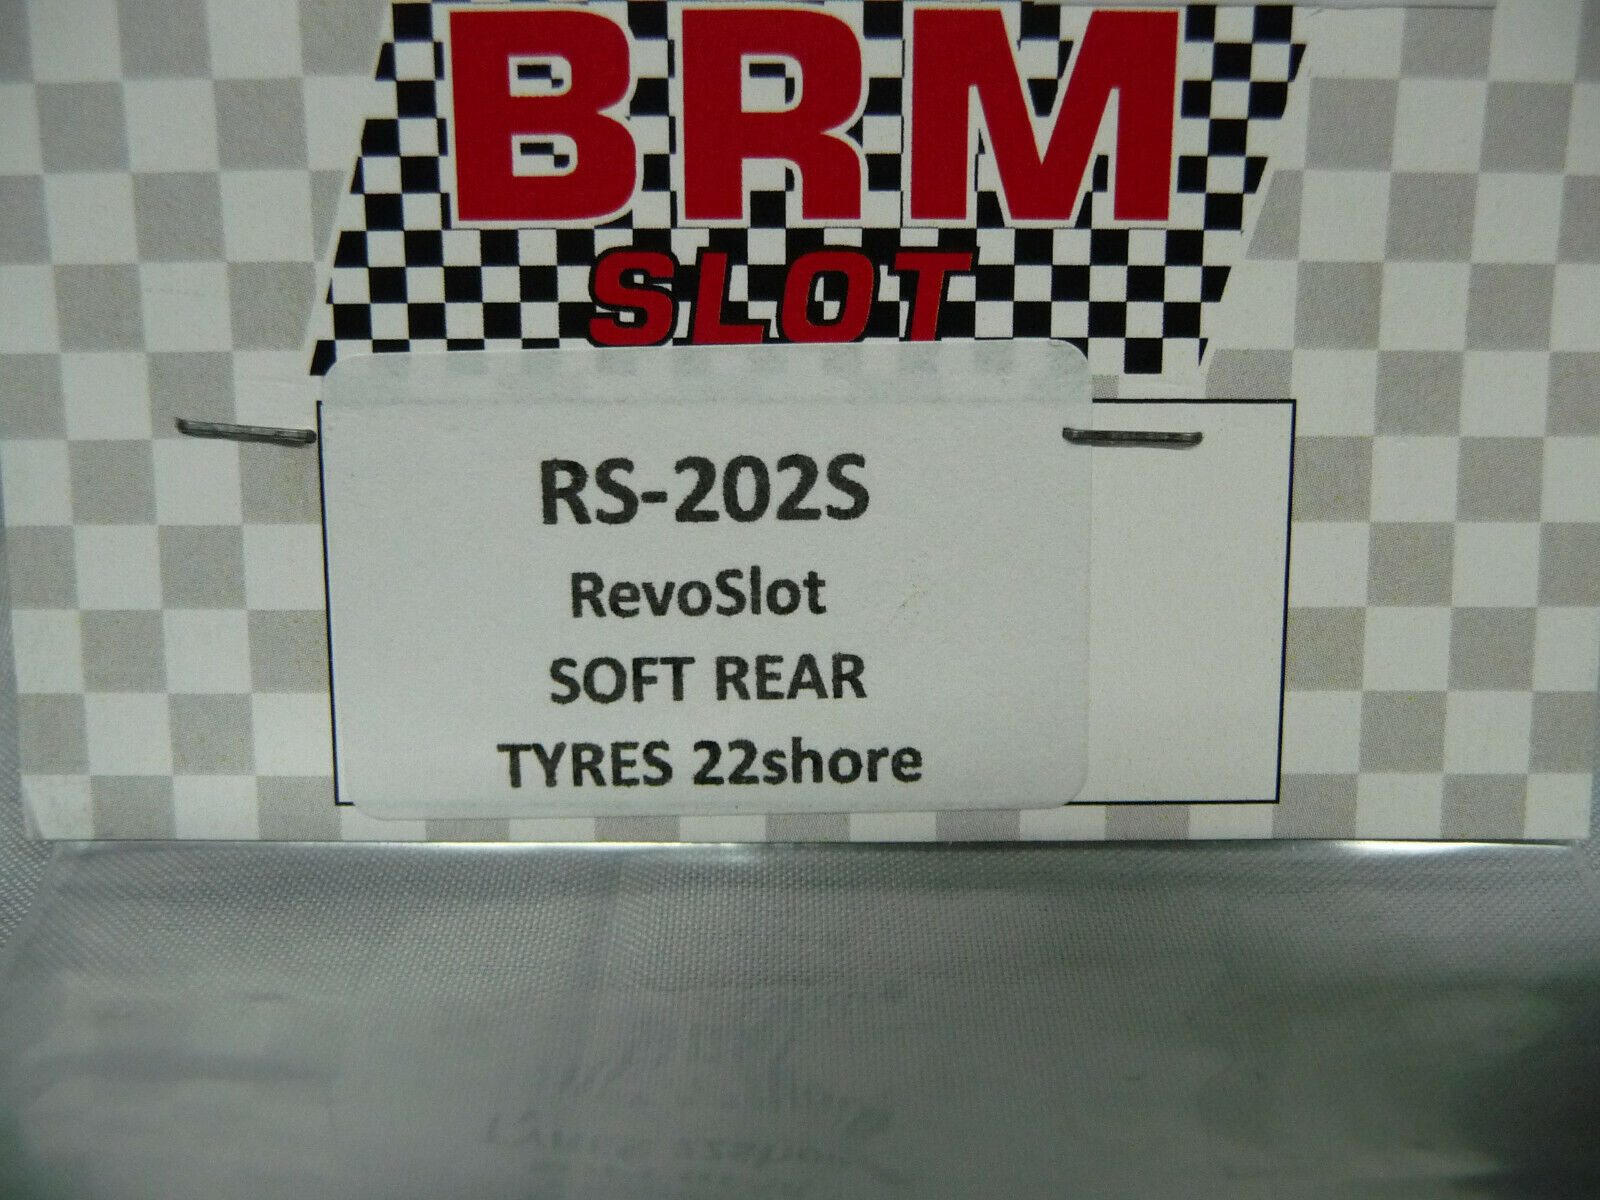 BRM
SLOT
RS-202S
RevoSlot
SOFT REAR
TYRES 22shore